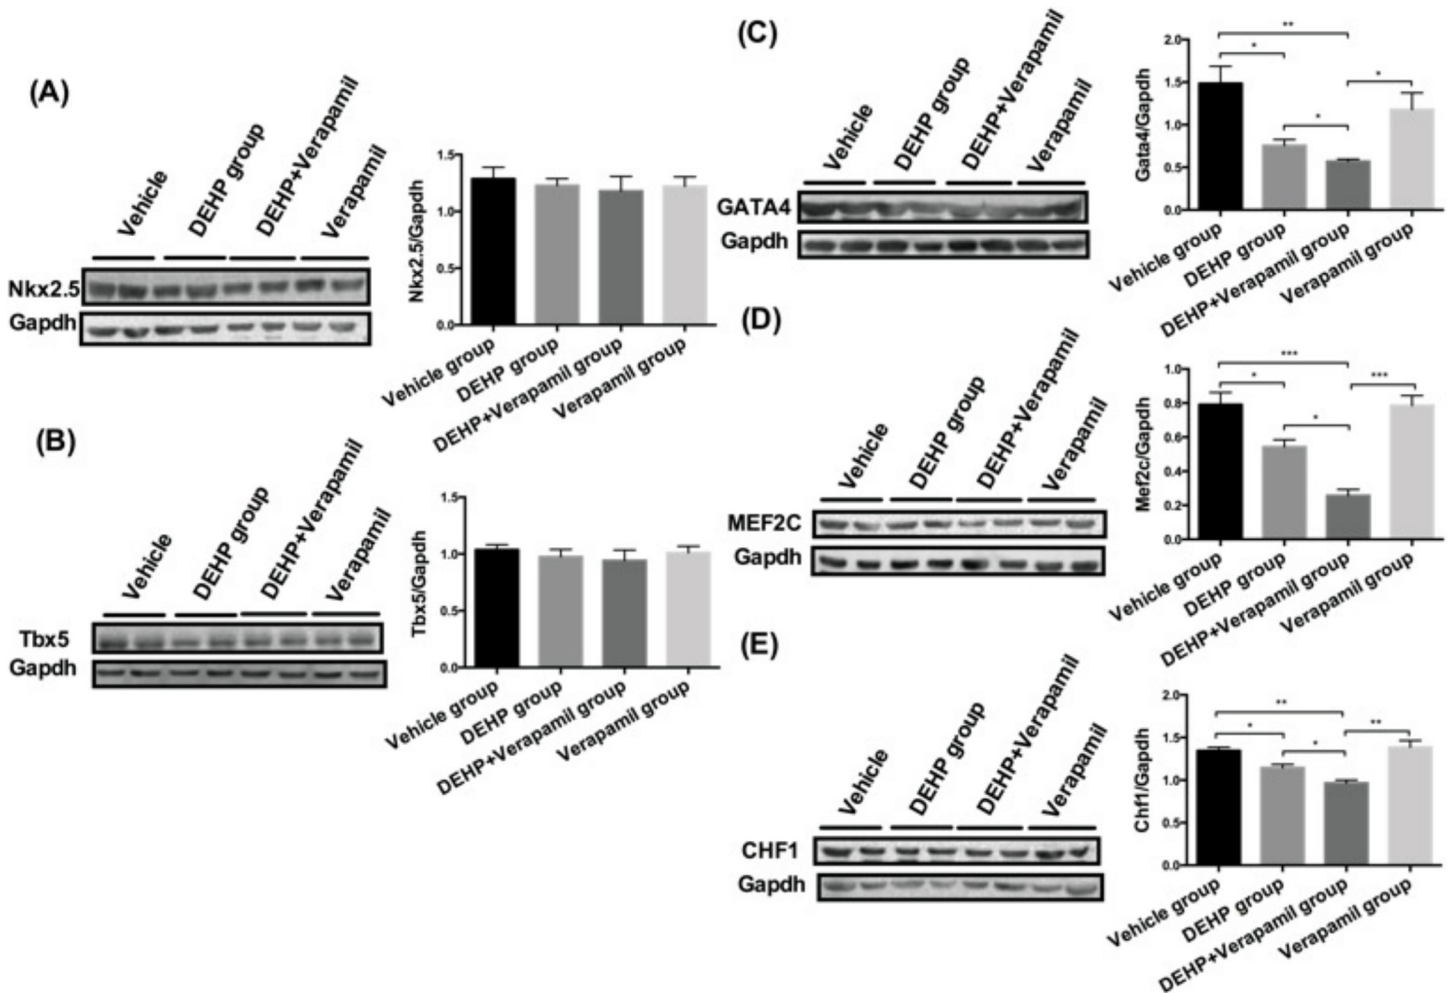 (A)
Vehicle
DEHP group
DEHP+Verapamil
Verapamil
Nkx2.5
Gapdh
Nkx2.5/Gapdh
1.5
1.0
0.5
0.0
Vehicle group
DEHP group
DEHP+Verapamil group
Verapamil group
(B)
Vehicle
DEHP group
DEHP+Verapamil
Verapamil
Tbx5
Gapdh
Tbx5/Gapdh
1.5
1.0
0.5
0.0
Vehicle group
DEHP group
DEHP+Verapamil group
Verapamil group
(C)
Vehicle
DEHP group
DEHP+Verapamil
Verapamil
GATA4
Gapdh
Gata4/Gapdh
2.0
1.5
1.0
0.5
0.0
**
*
*
*
Vehicle group
DEHP group
DEHP+Verapamil group
Verapamil group
(D)
Vehicle
DEHP group
DEHP+Verapamil
Verapamil
MEF2C
Gapdh
Mef2c/Gapdh
1.0
0.8
0.6
0.4
0.2
0.0
***
*
***
*
Vehicle group
DEHP group
DEHP+Verapamil group
Verapamil group
(E)
Vehicle
DEHP group
DEHP+Verapamil
Verapamil
CHF1
Gapdh
Chf1/Gapdh
2.0
1.5
1.0
0.5
0.0
**
*
**
*
Vehicle group
DEHP group
DEHP+Verapamil group
Verapamil group